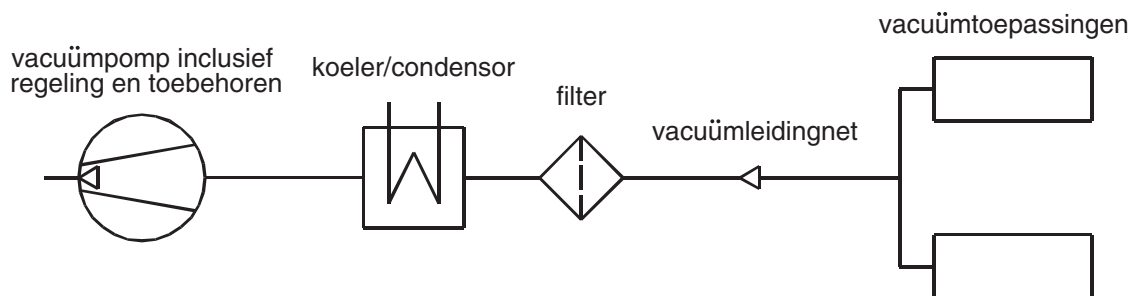 vacuümtoepassingen
vacuümpomp inclusief
regeling en toebehoren
koeler/condensor
filter
vacuümleidingnet